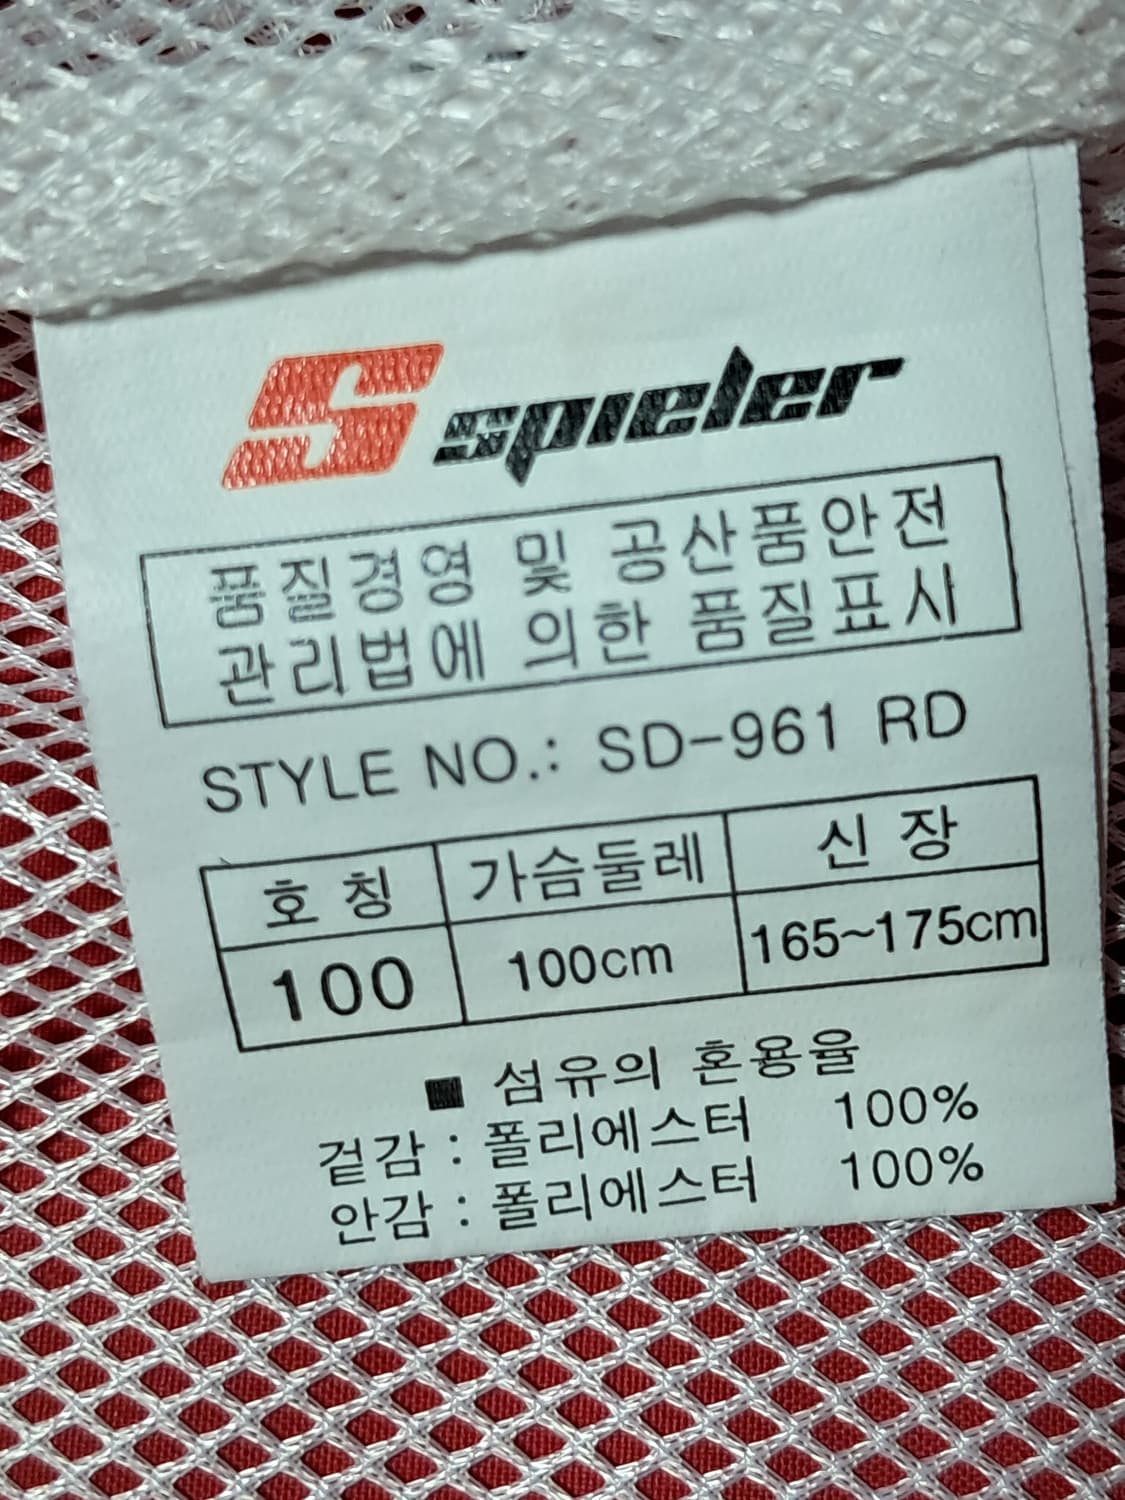 S spieler
품질경영 및 공산품안전
관리법에 의한 품질표시
STYLE NO.: SD-961 RD
호 칭 가슴둘레 신 장
100 100cm 165~175cm
■ 섬유의 혼용율
겉감 : 폴리에스터 100%
안감 : 폴리에스터 100%